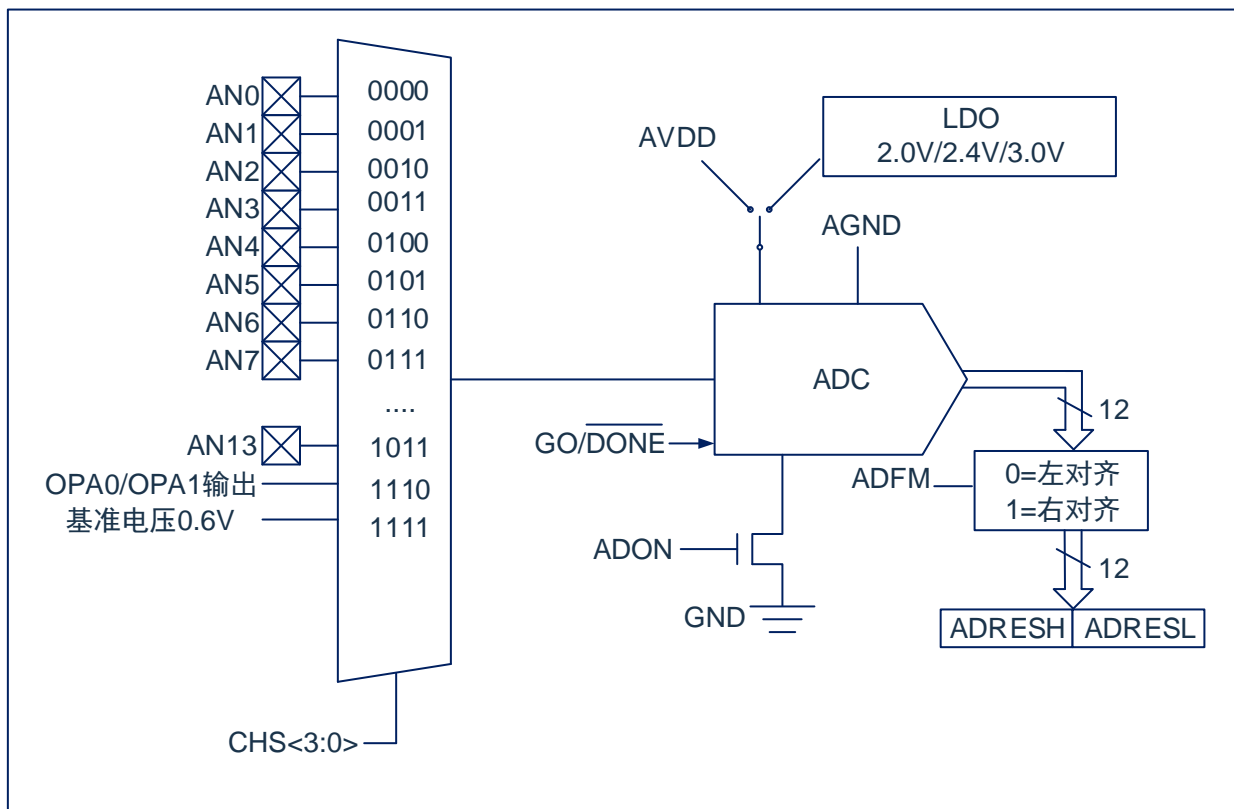 AN0 0000
AN1 0001
AN2 0010
AN3 0011
AN4 0100
AN5 0101
AN6 0110
AN7 0111
....
AN13 1011
OPA0/OPA1输出 1110
基准电压0.6V 1111
CHS<3:0>
AVDD
LDO
2.0V/2.4V/3.0V
AGND
ADC
GO/DONE
12
ADFM
0=左对齐
1=右对齐
ADON
12
GND
ADRESH ADRESL